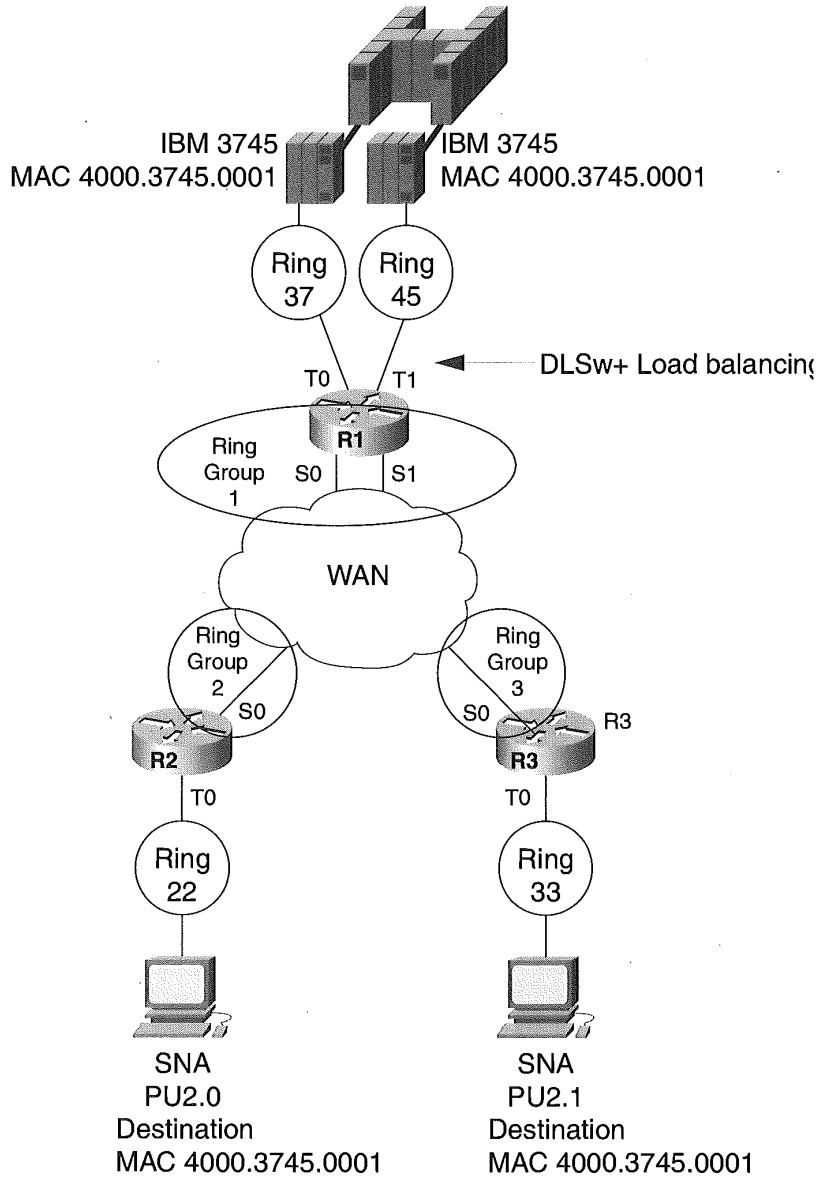 IBM 3745
MAC 4000.3745.0001
IBM 3745
MAC 4000.3745.0001
Ring
37
Ring
45
DLSw+ Load balancing
T0
T1
R1
Ring
Group
1
S0
S1
WAN
Ring
Group
2
S0
R2
Ring
Group
3
S0
R3
R3
T0
T0
Ring
22
Ring
33
SNA
PU2.0
Destination
MAC 4000.3745.0001
SNA
PU2.1
Destination
MAC 4000.3745.0001